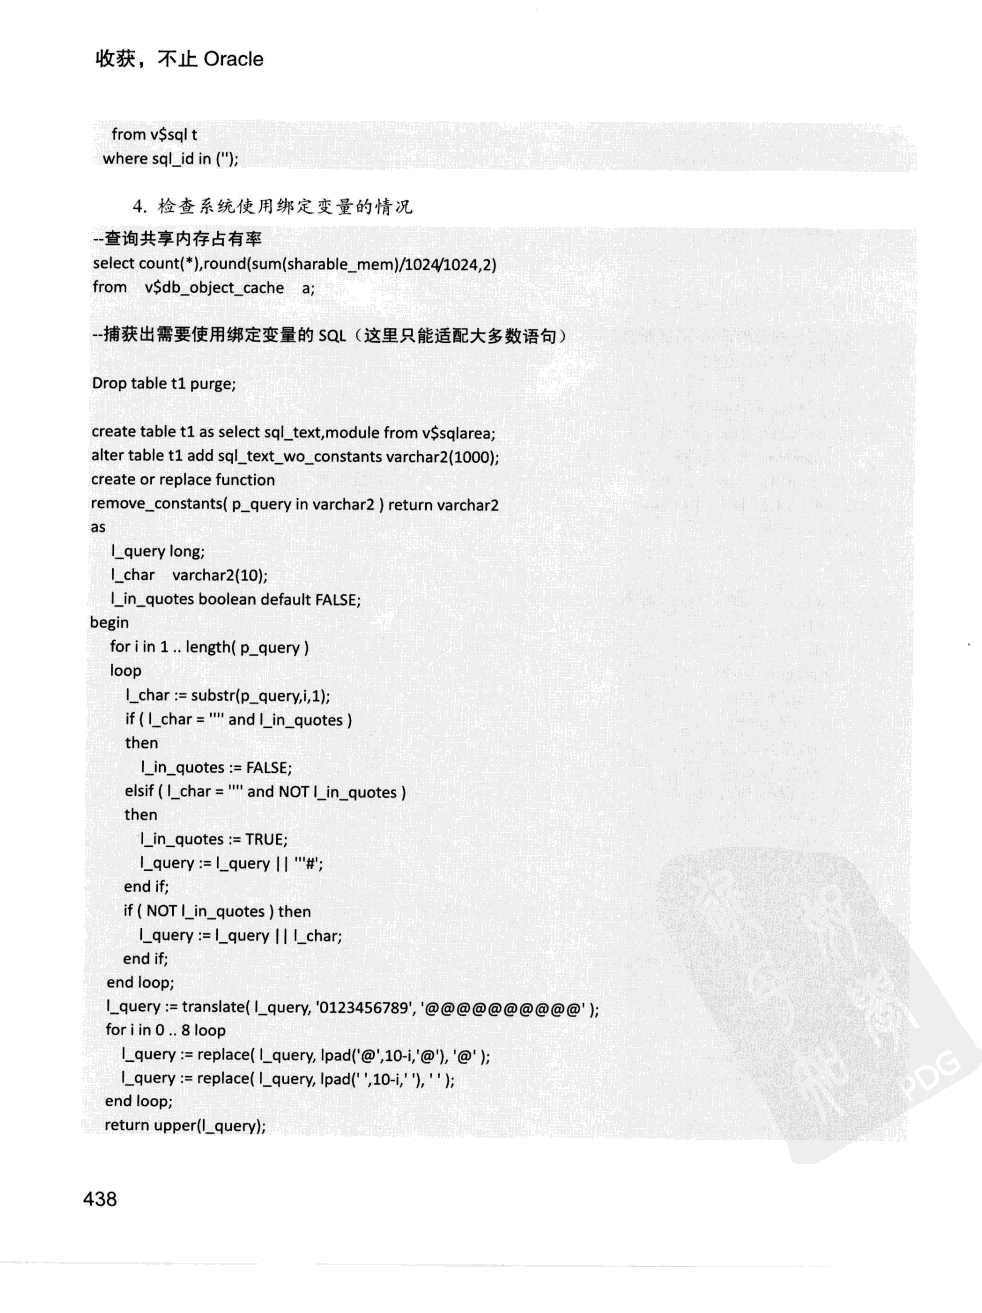 收获，不止 Oracle
from v$sql t
where sql_id in ('');
4. 检查系统使用绑定变量的情况
--查询共享内存占有率
select count(*),round(sum(sharable_mem)/1024/1024,2)
from v$db_object_cache a;
--捕获出需要使用绑定变量的 SQL（这里只能适配大多数语句）
Drop table t1 purge;
create table t1 as select sql_text,module from v$sqlarea;
alter table t1 add sql_text_wo_constants varchar2(1000);
create or replace function
remove_constants( p_query in varchar2 ) return varchar2
as
l_query long;
l_char varchar2(10);
l_in_quotes boolean default FALSE;
begin
for i in 1 .. length( p_query )
loop
l_char := substr(p_query,i,1);
if ( l_char = '''' and l_in_quotes )
then
l_in_quotes := FALSE;
elsif ( l_char = '''' and NOT l_in_quotes )
then
l_in_quotes := TRUE;
l_query := l_query || '''#';
end if;
if ( NOT l_in_quotes ) then
l_query := l_query || l_char;
end if;
end loop;
l_query := translate( l_query, '0123456789', '@@@@@@@@@@' );
for i in 0 .. 8 loop
l_query := replace( l_query, lpad('@',10-i,'@'), '@' );
l_query := replace( l_query, lpad(' ',10-i,' '), ' ' );
end loop;
return upper(l_query);
PDG
438